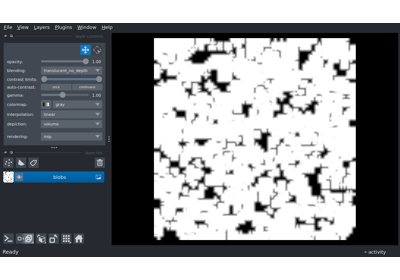 File View Layers Plugins Window Help
opacity: 1.00
blending: translucent_no_depth
contrast limits:
auto-contrast: once continuous
gamma: 1.00
colormap: gray
interpolation: linear
depiction: volume
rendering: mip
blobs
Ready
activity